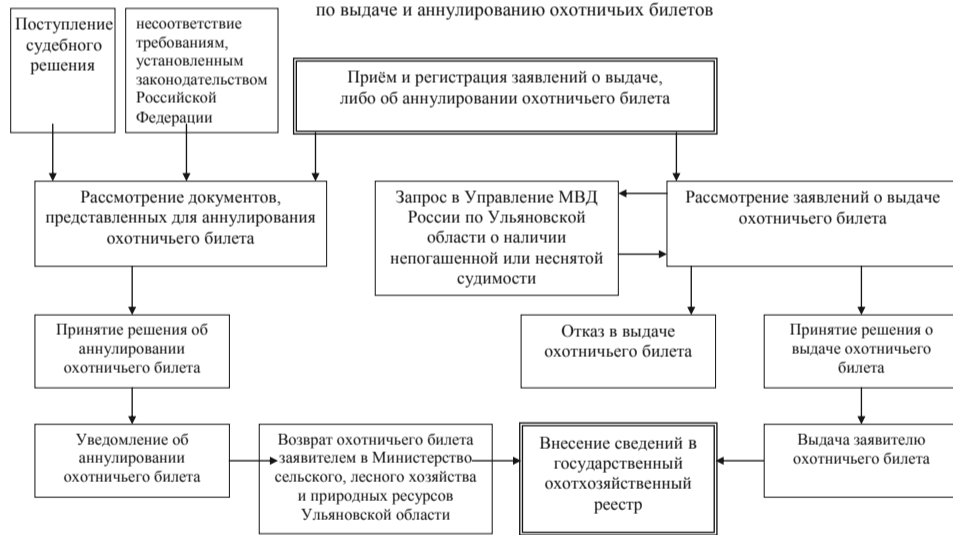 по выдаче и аннулированию охотничьих билетов
Поступление
судебного
решения
несоответствие
требованиям,
установленным
законодательством
Российской
Федерации
Приём и регистрация заявлений о выдаче,
либо об аннулировании охотничьего билета
Рассмотрение документов,
представленных для аннулирования
охотничьего билета
Запрос в Управление МВД
России по Ульяновской
области о наличии
непогашенной или неснятой
судимости
Рассмотрение заявлений о выдаче
охотничьего билета
Принятие решения об
аннулировании
охотничьего билета
Отказ в выдаче
охотничьего билета
Принятие решения о
выдаче охотничьего
билета
Уведомление об
аннулировании
охотничьего билета
Возврат охотничьего билета
заявителем в Министерство
сельского, лесного хозяйства
и природных ресурсов
Ульяновской области
Внесение сведений в
государственный
охотхозяйственный
реестр
Выдача заявителю
охотничьего билета